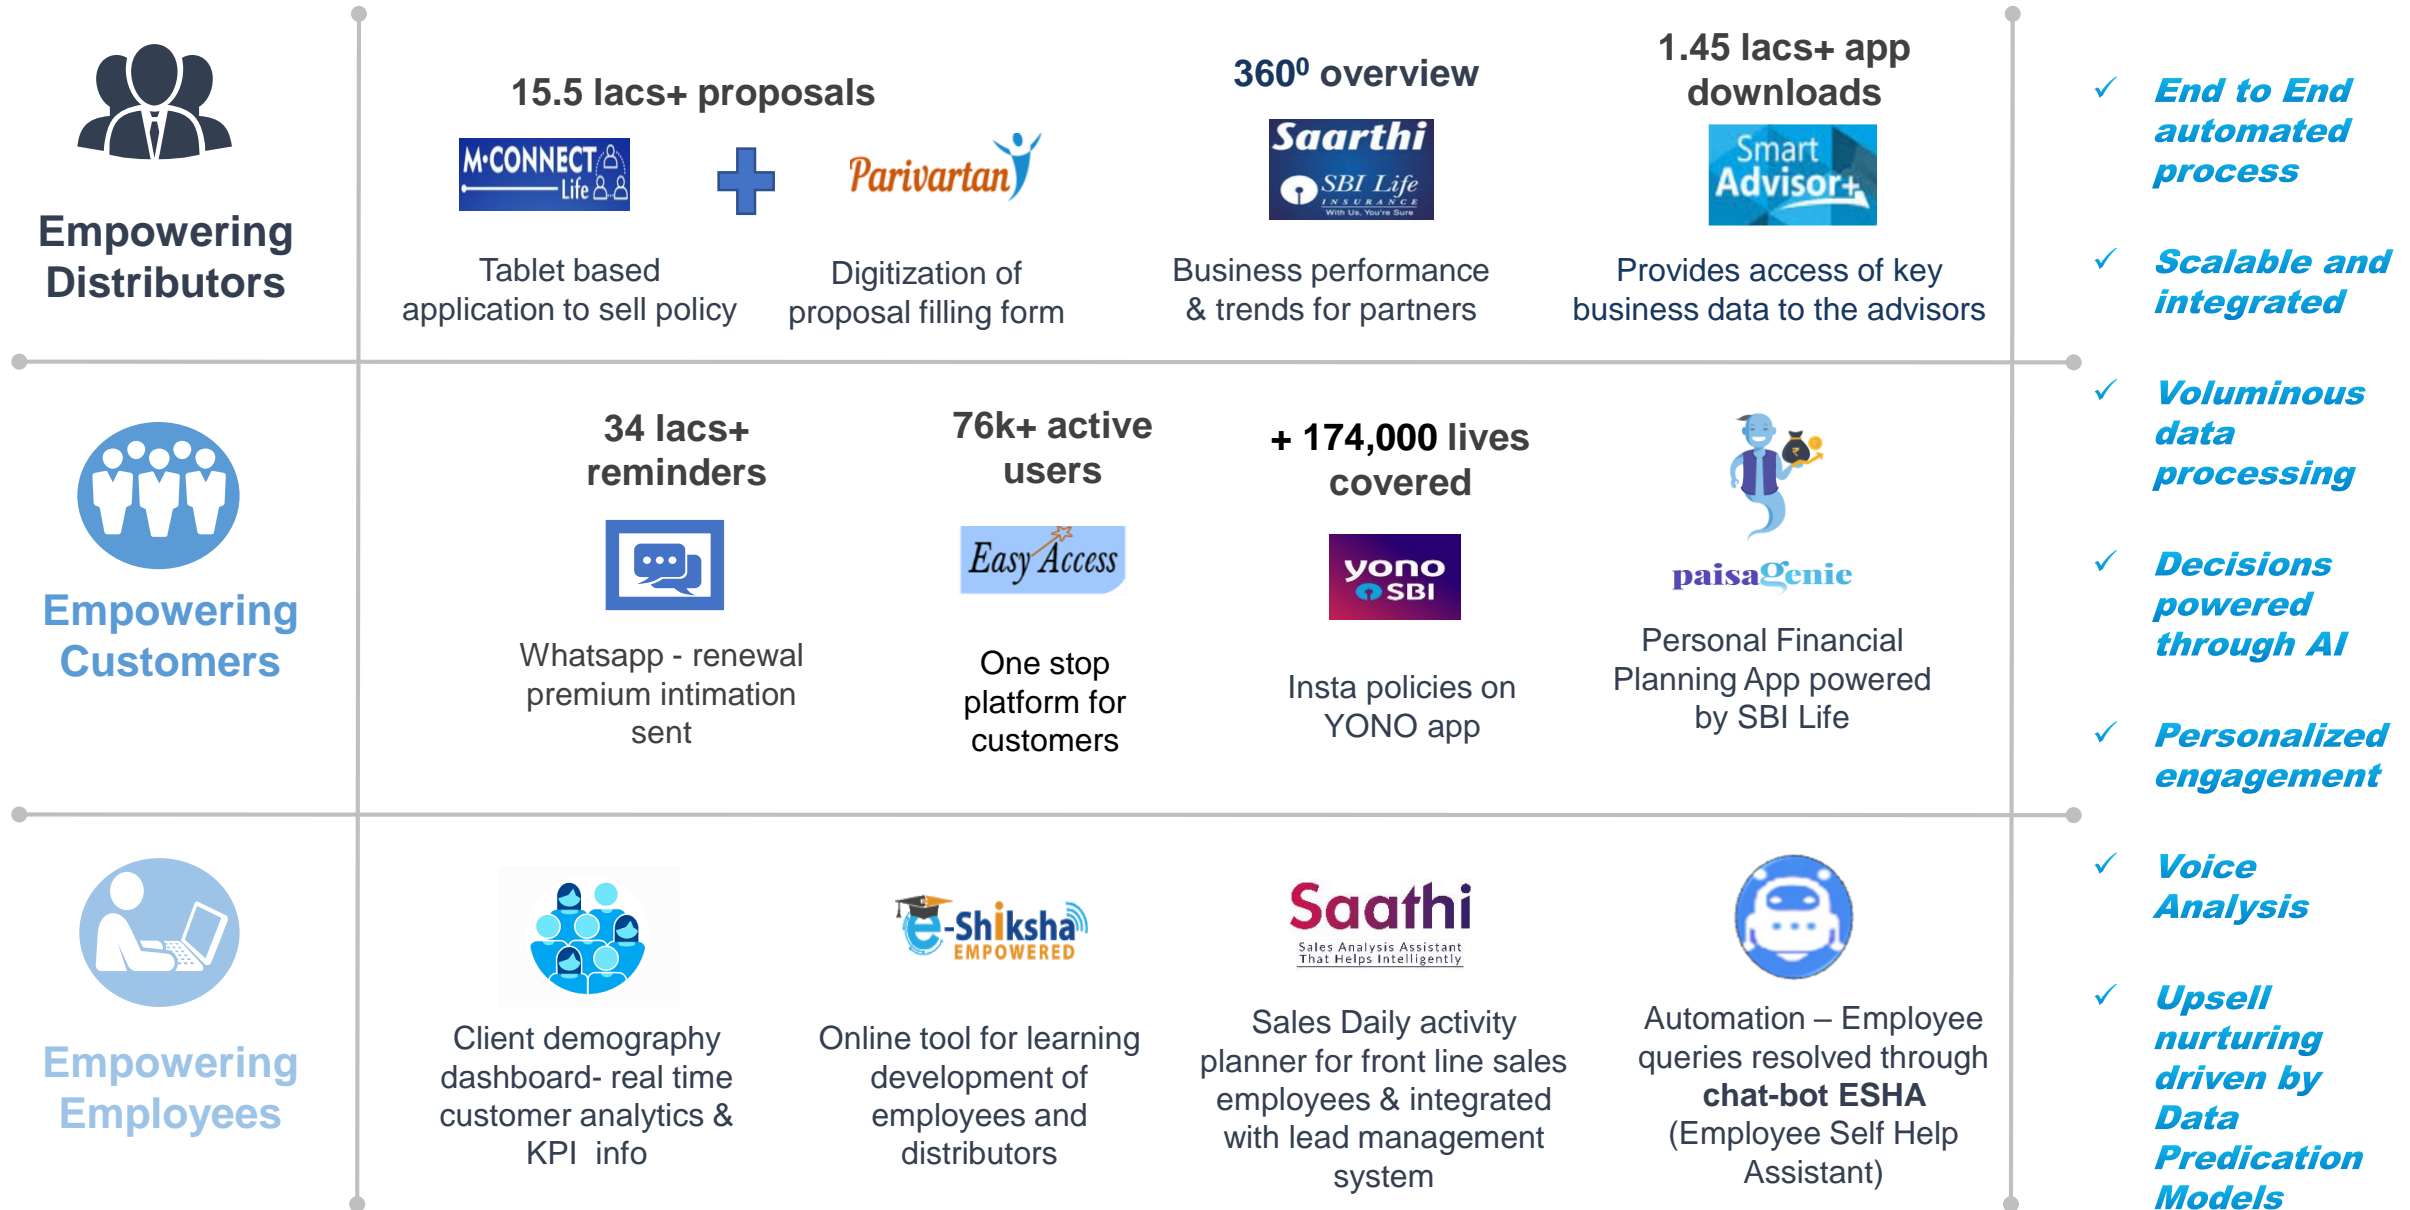 Empowering
Distributors
15.5 lacs+ proposals
M-CONNECT
Life
Parivartan
Tablet based
application to sell policy
Digitization of
proposal filling form
360⁰ overview
Saarthi
SBI Life
INSURANCE
With Us, You're Sure
Business performance
& trends for partners
1.45 lacs+ app
downloads
Smart
Advisor+
Provides access of key
business data to the advisors
Empowering
Customers
34 lacs+
reminders
Whatsapp - renewal
premium intimation
sent
76k+ active
users
Easy Access
One stop
platform for
customers
+ 174,000 lives
covered
yono
SBI
Insta policies on
YONO app
paisaGenie
Personal Financial
Planning App powered
by SBI Life
Empowering
Employees
Client demography
dashboard- real time
customer analytics &
KPI info
e-Shiksha
EMPOWERED
Online tool for learning
development of
employees and
distributors
Saathi
Sales Analysis Assistant
That Helps Intelligently
Sales Daily activity
planner for front line sales
employees & integrated
with lead management
system
Automation – Employee
queries resolved through
chat-bot ESHA
(Employee Self Help
Assistant)
✓ End to End
automated
process
✓ Scalable and
integrated
✓ Voluminous
data
processing
✓ Decisions
powered
through AI
✓ Personalized
engagement
✓ Voice
Analysis
✓ Upsell
nurturing
driven by
Data
Predication
Models